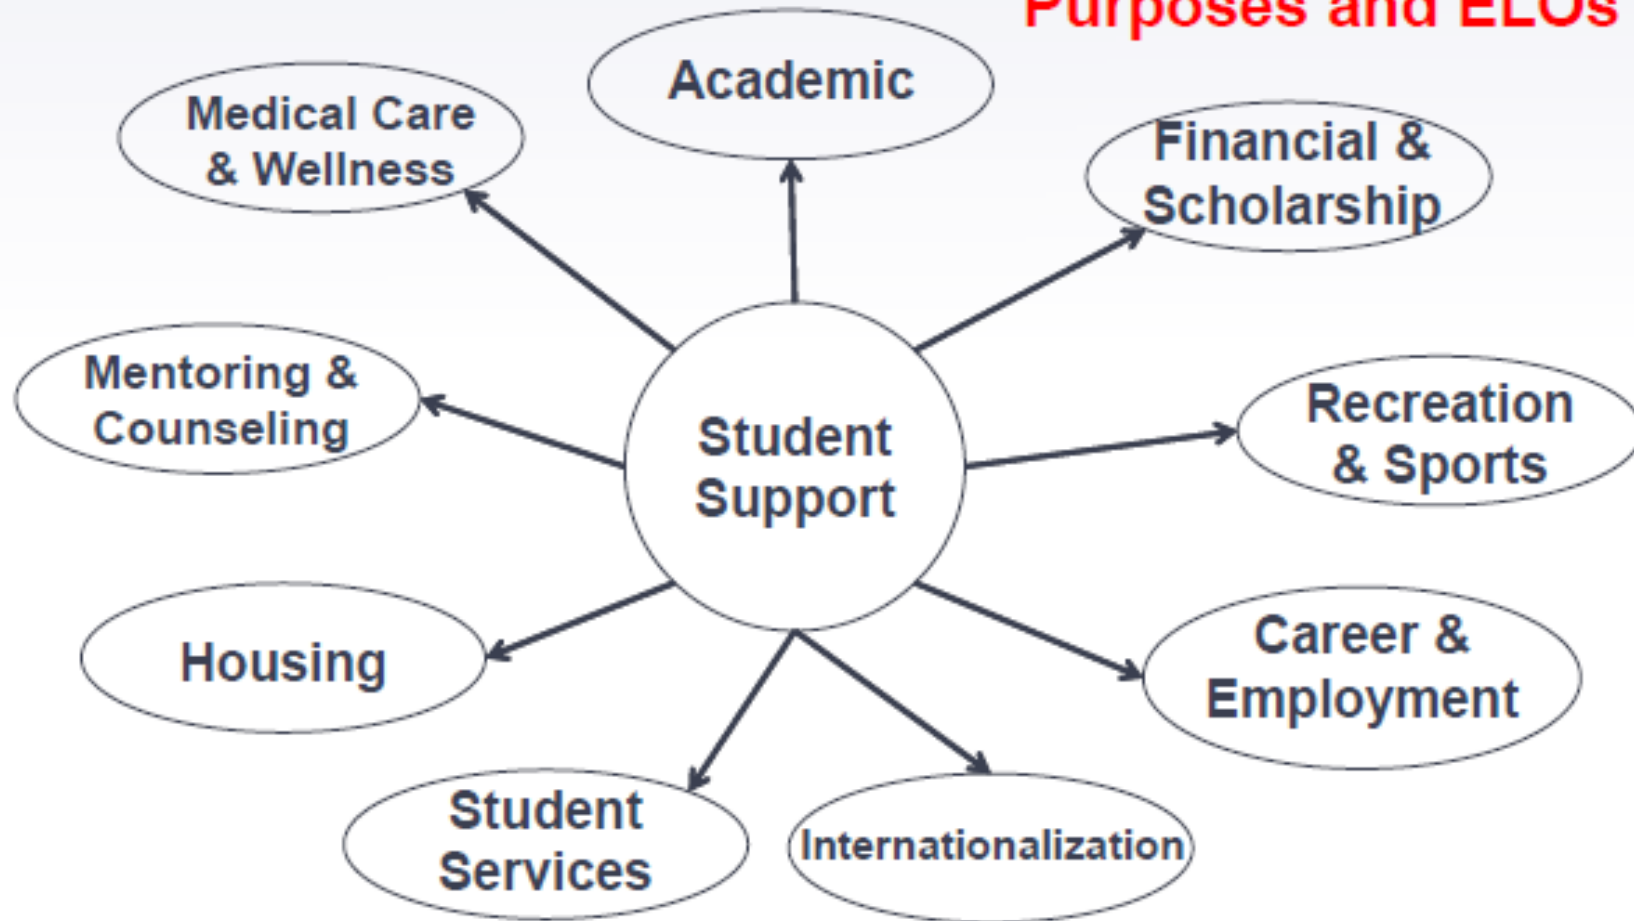 Purposes and ELOs
Academic
Medical Care
& Wellness
Financial &
Scholarship
Mentoring &
Counseling
Recreation
& Sports
Student
Support
Housing
Career &
Employment
Student
Services
Internationalization